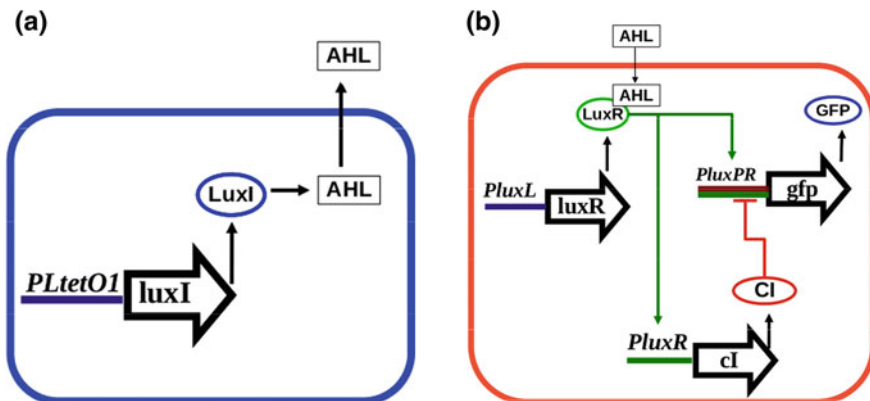 (a)
AHL
LuxI
AHL
PLtetO1
luxI
(b)
AHL
AHL
LuxR
GFP
PluxL
luxR
PluxPR
gfp
CI
PluxR
cI